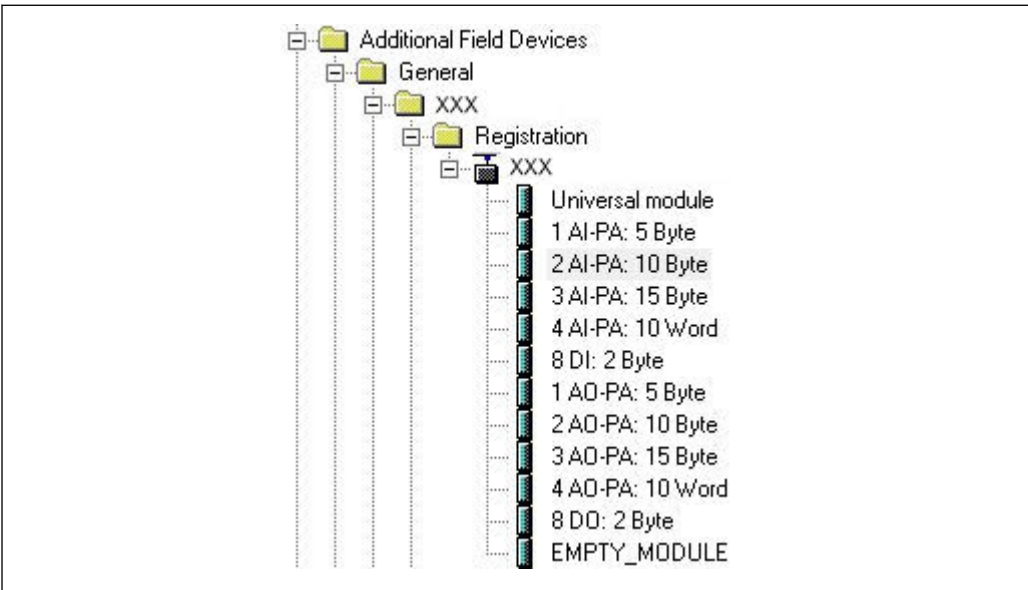 Additional Field Devices
General
XXX
Registration
XXX
Universal module
1 AI-PA: 5 Byte
2 AI-PA: 10 Byte
3 AI-PA: 15 Byte
4 AI-PA: 10 Word
8 DI: 2 Byte
1 AO-PA: 5 Byte
2 AO-PA: 10 Byte
3 AO-PA: 15 Byte
4 AO-PA: 10 Word
8 DO: 2 Byte
EMPTY_MODULE